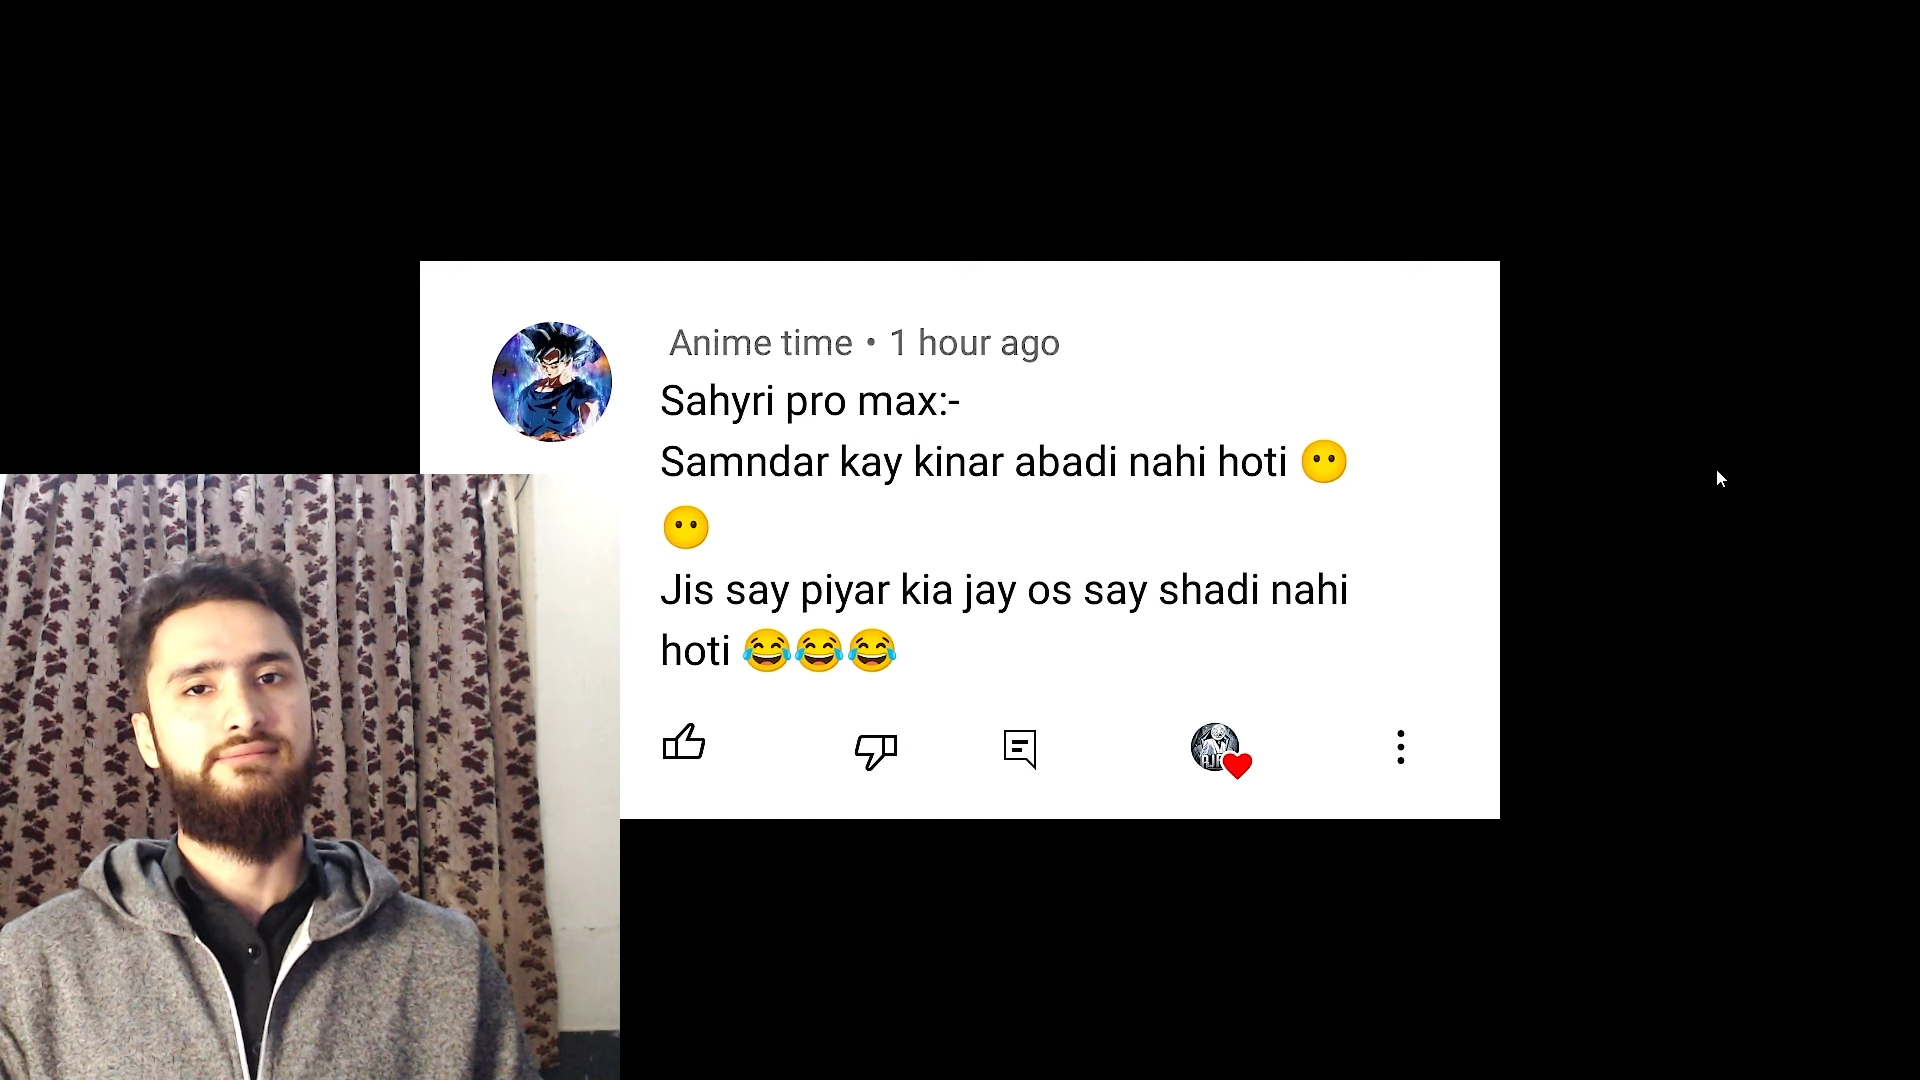 Anime time • 1 hour ago
Sahyri pro max:-
Samndar kay kinar abadi nahi hoti 😶
😶
Jis say piyar kia jay os say shadi nahi
hoti 😂😂😂